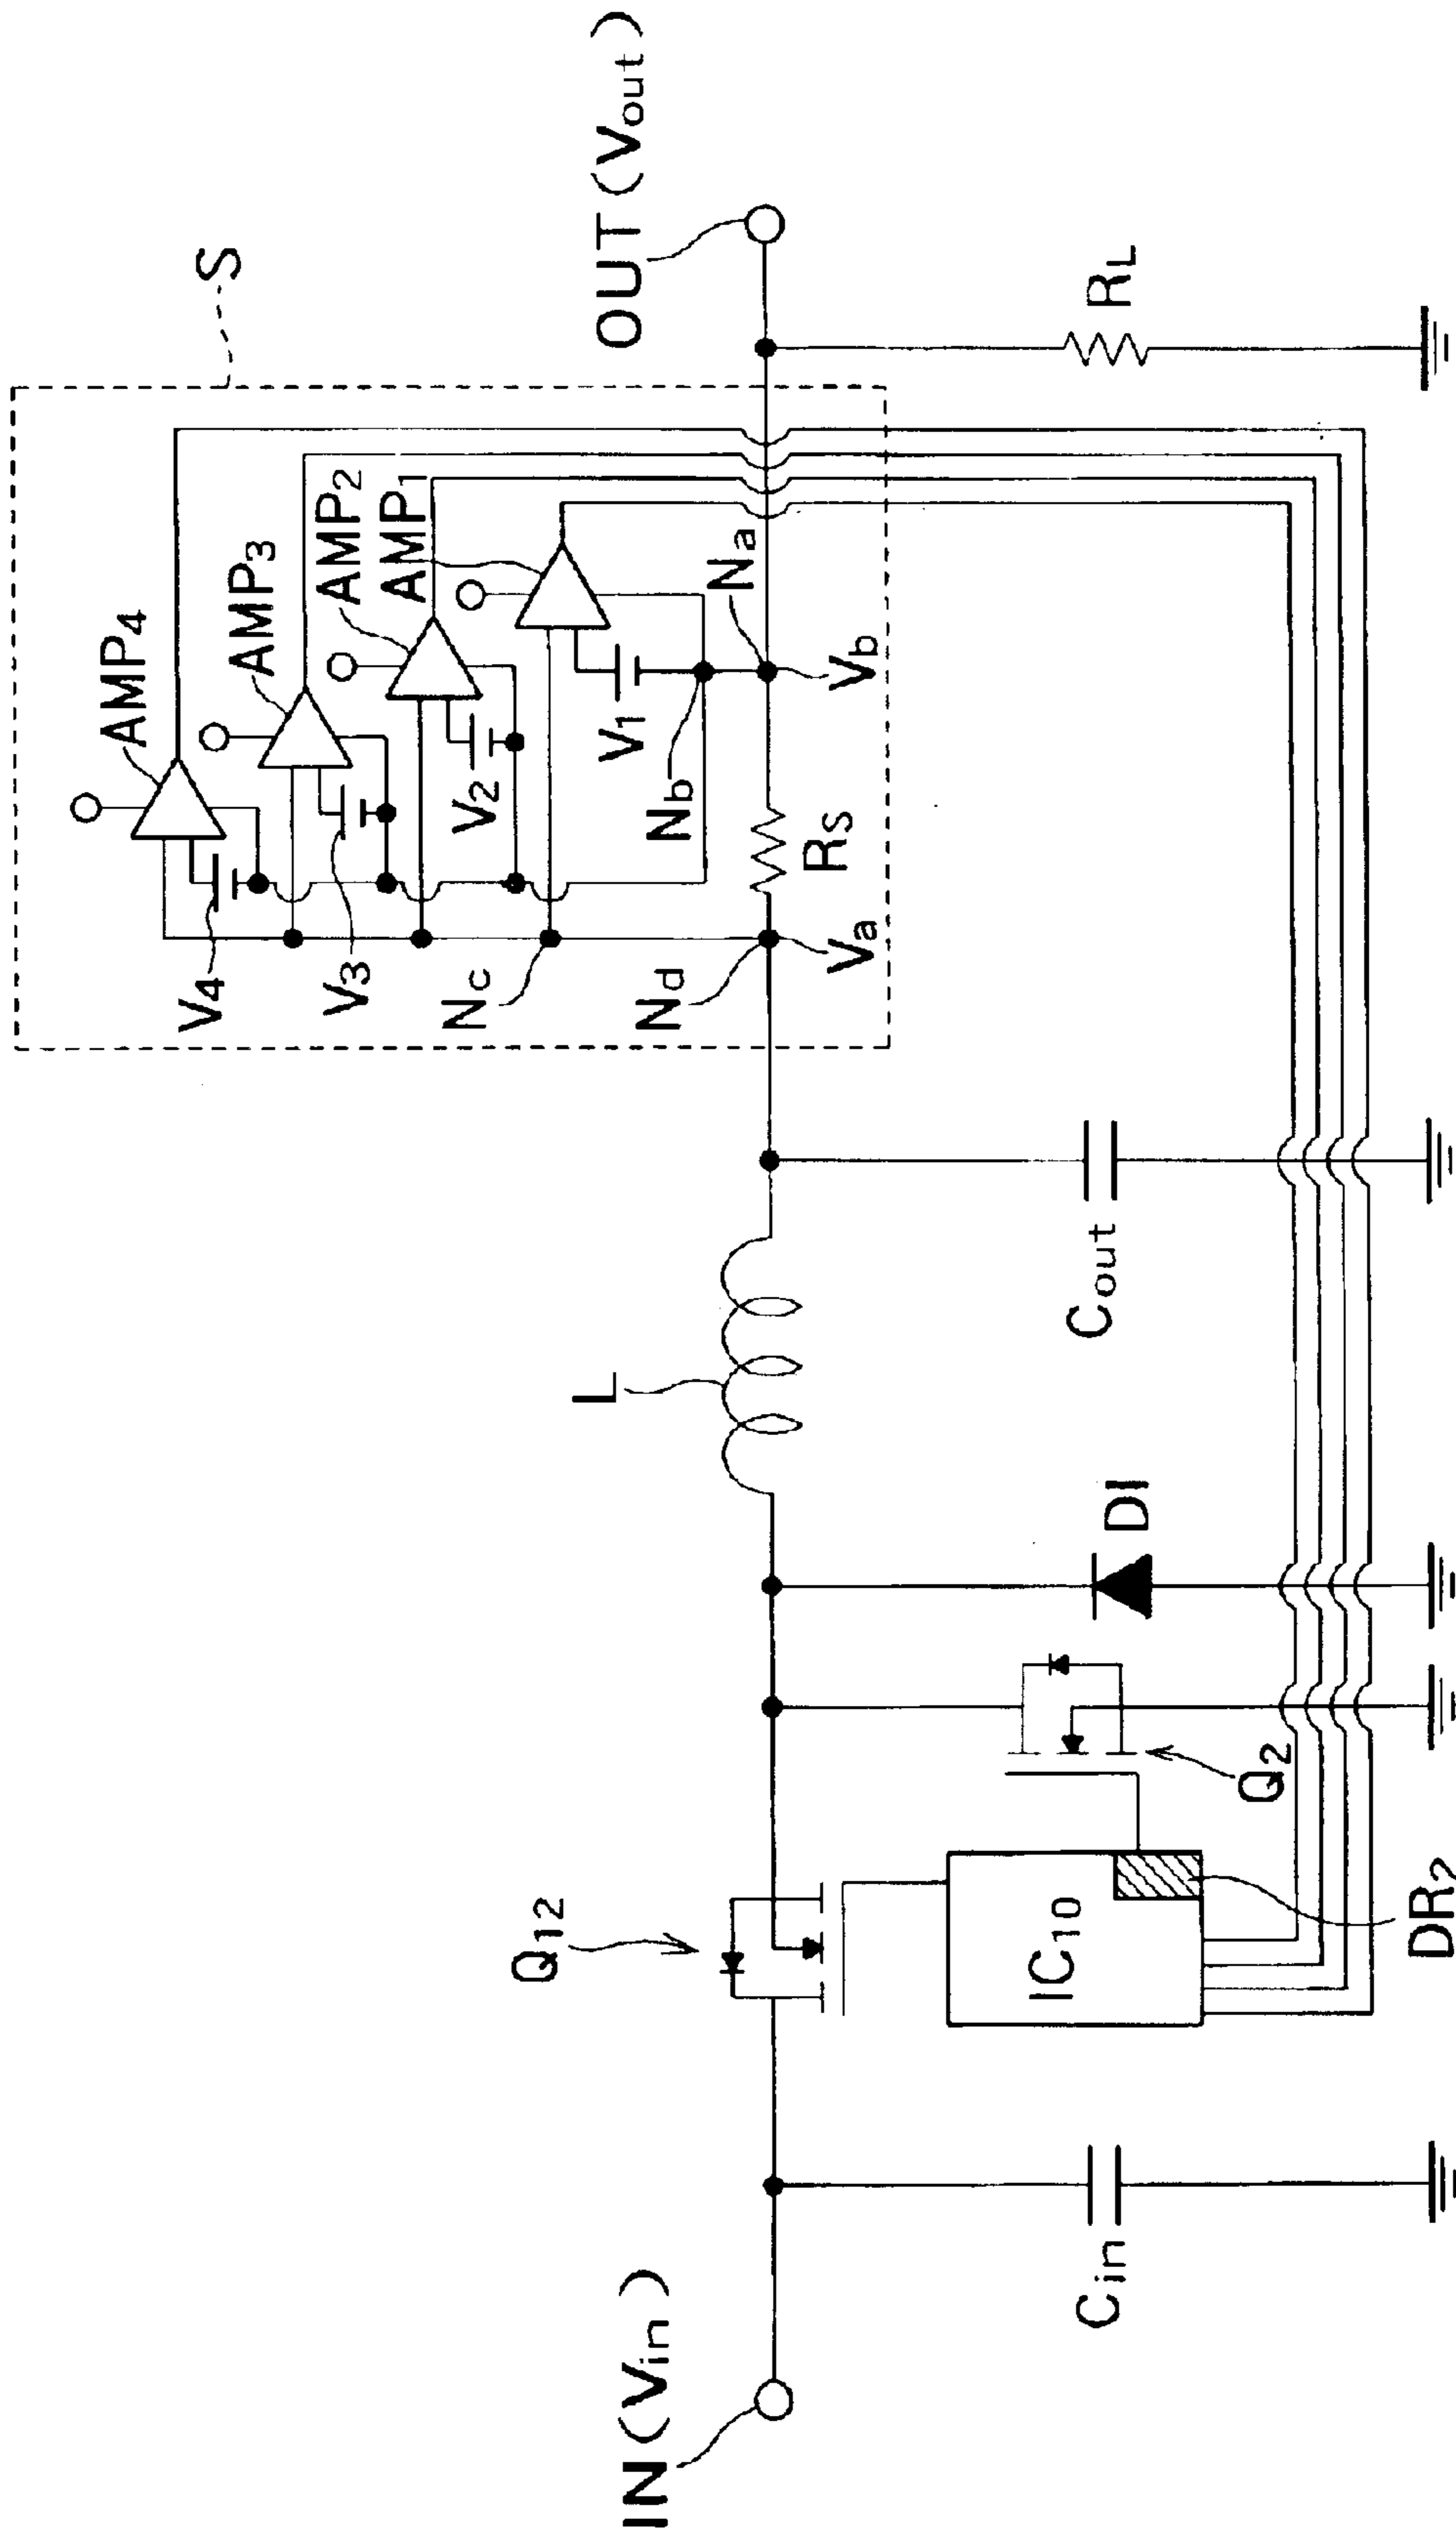 S
AMP4
AMP3
AMP2
AMP1
V4
V3
V2
V1
Nc
Nb
Na
Nd
Va
RS
Vb
OUT (Vout)
RL
L
Cout
DI
Q12
Q2
IC10
DR2
IN (Vin)
Cin